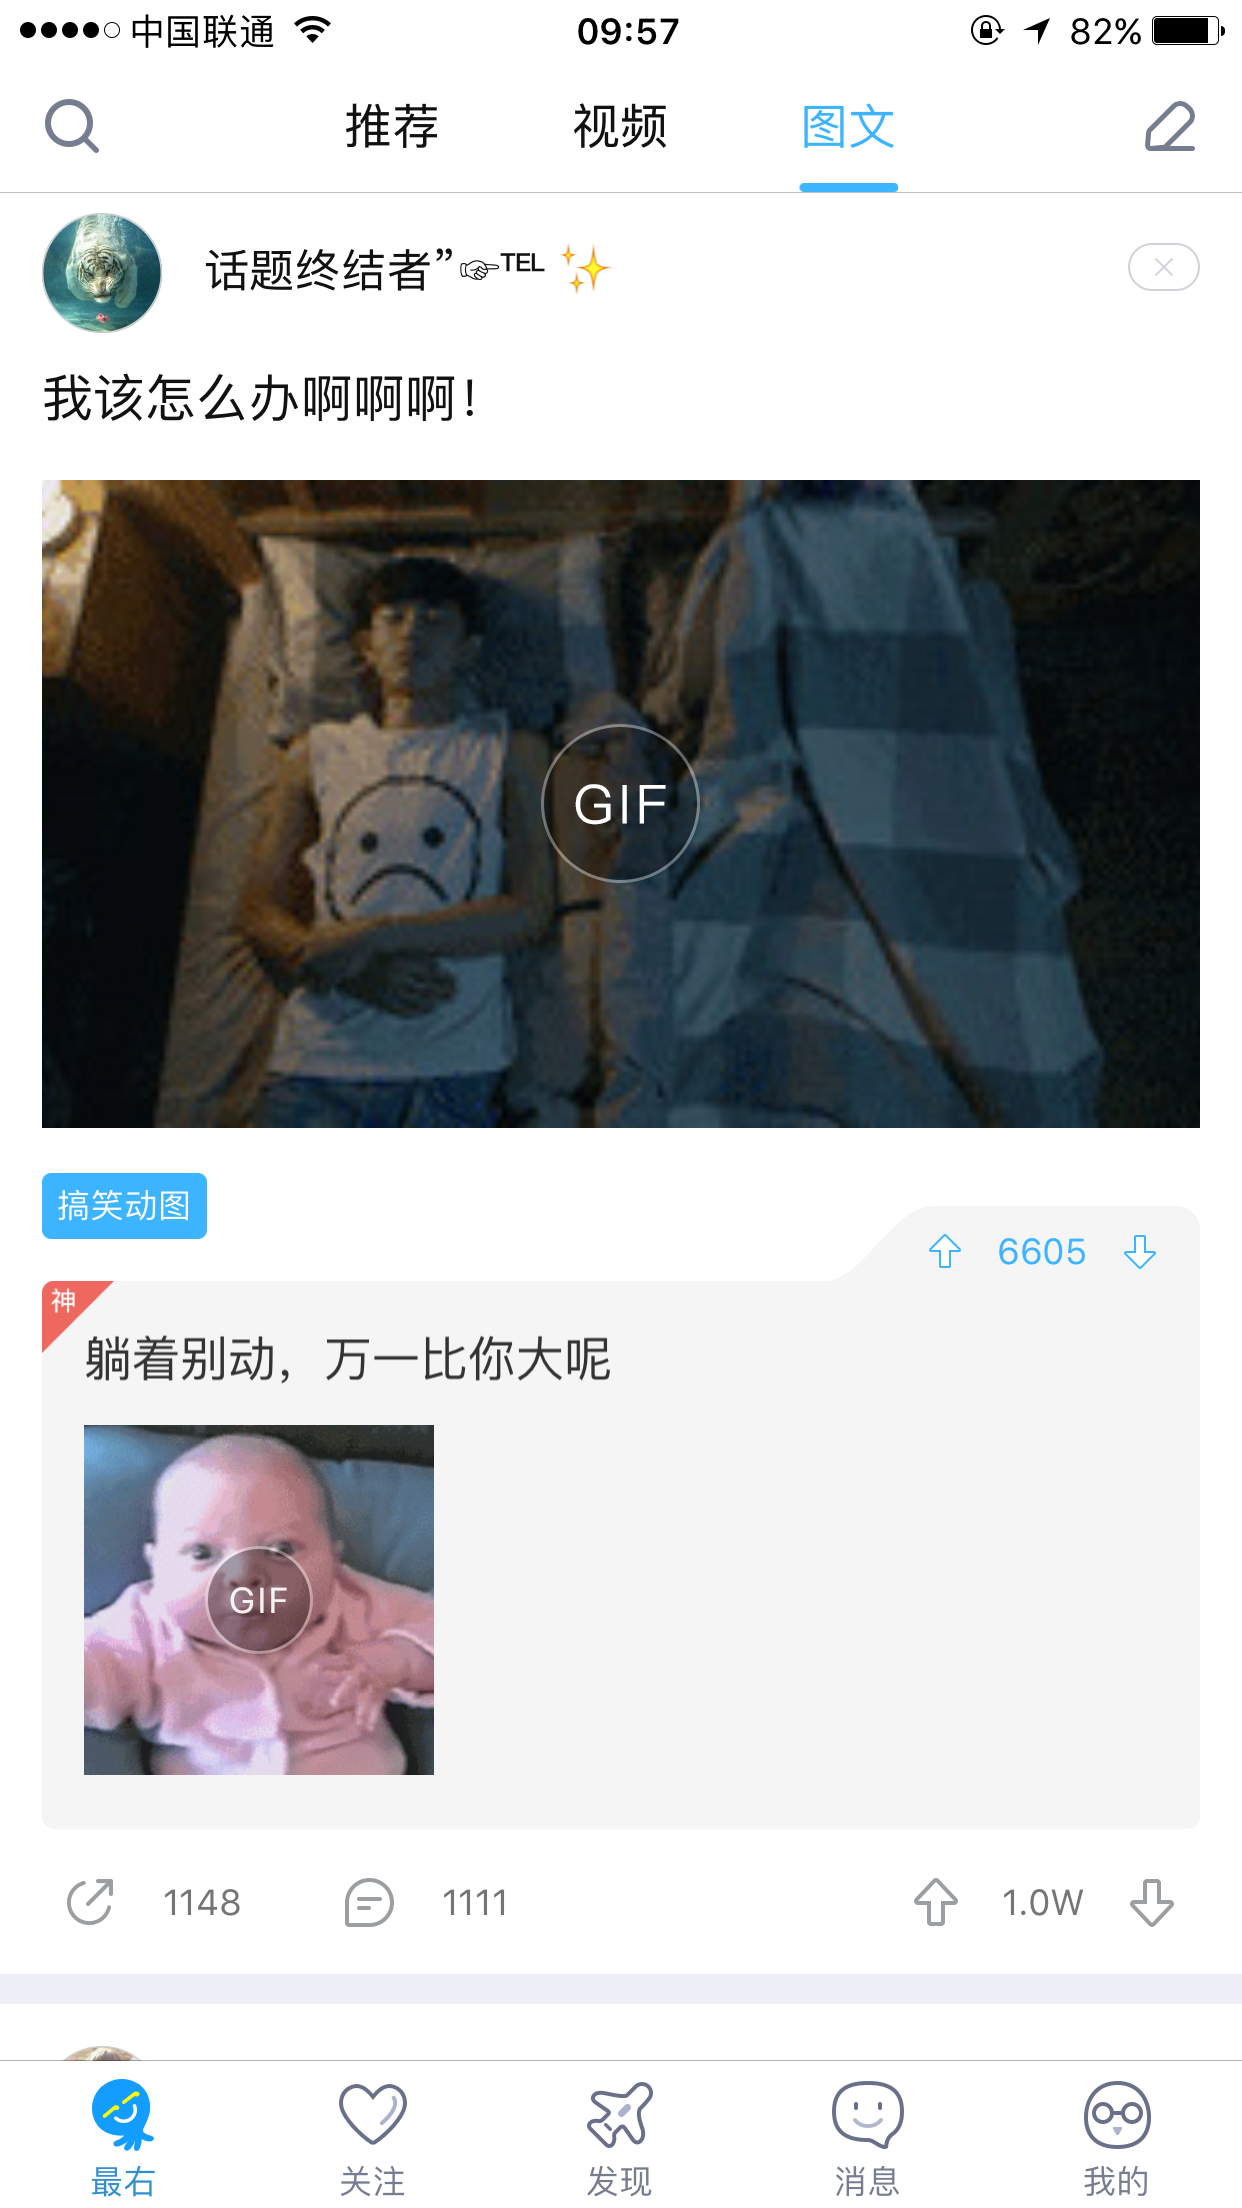 中国联通 09:57 82%
推荐 视频 图文
话题终结者”☞TEL ✨
我该怎么办啊啊啊！
GIF
搞笑动图
6605
神
躺着别动，万一比你大呢
GIF
1148 1111 1.0W
最右 关注 发现 消息 我的